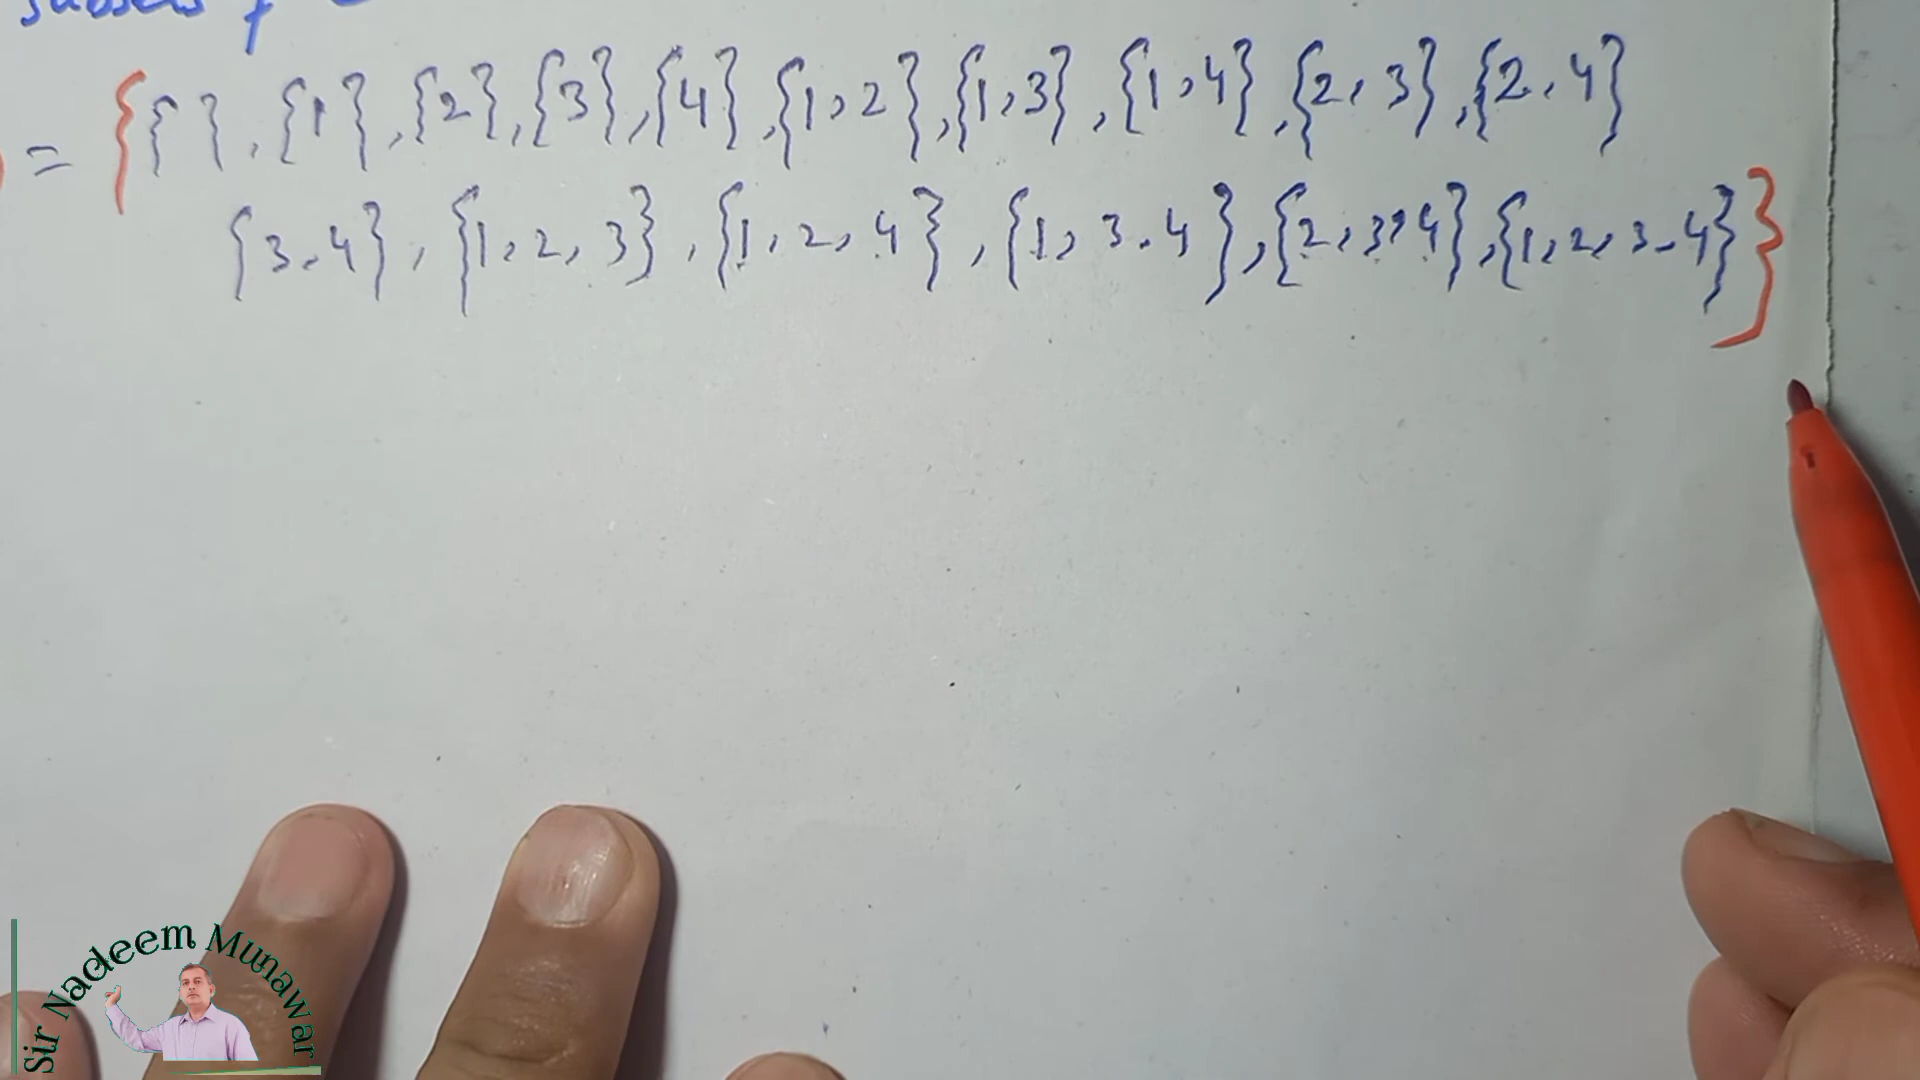 subsets f
= {{ }, {1}, {2}, {3}, {4}, {1, 2}, {1, 3}, {1, 4}, {2, 3}, {2, 4}
{3, 4}, {1, 2, 3}, {1, 2, 4}, {1, 3, 4}, {2, 3, 4}, {1, 2, 3, 4}}
Sir Nadeem Munawar